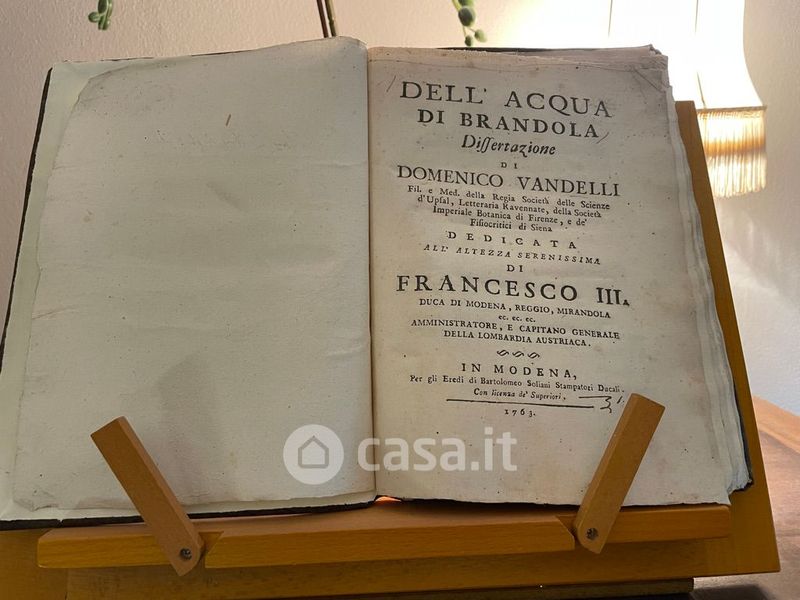 DELL' ACQUA
DI BRANDOLA
Dissertazione
DI
DOMENICO VANDELLI
Fil. e Med. della Regia Società delle Scienze
d'Upsal, Letteraria Ravennate, della Società
Imperiale Botanica di Firenze, e de'
Fisiocritici di Siena
DEDICATA
ALL' ALTEZZA SERENISSIMA
DI
FRANCESCO III.
DUCA DI MODENA, REGGIO, MIRANDOLA
ec. ec. ec.
AMMINISTRATORE, E CAPITANO GENERALE
DELLA LOMBARDIA AUSTRIACA.
IN MODENA,
Per gli Eredi di Bartolomeo Soliani Stampatori Ducali.
Con licenza de' Superiori.
1763.
casa.it